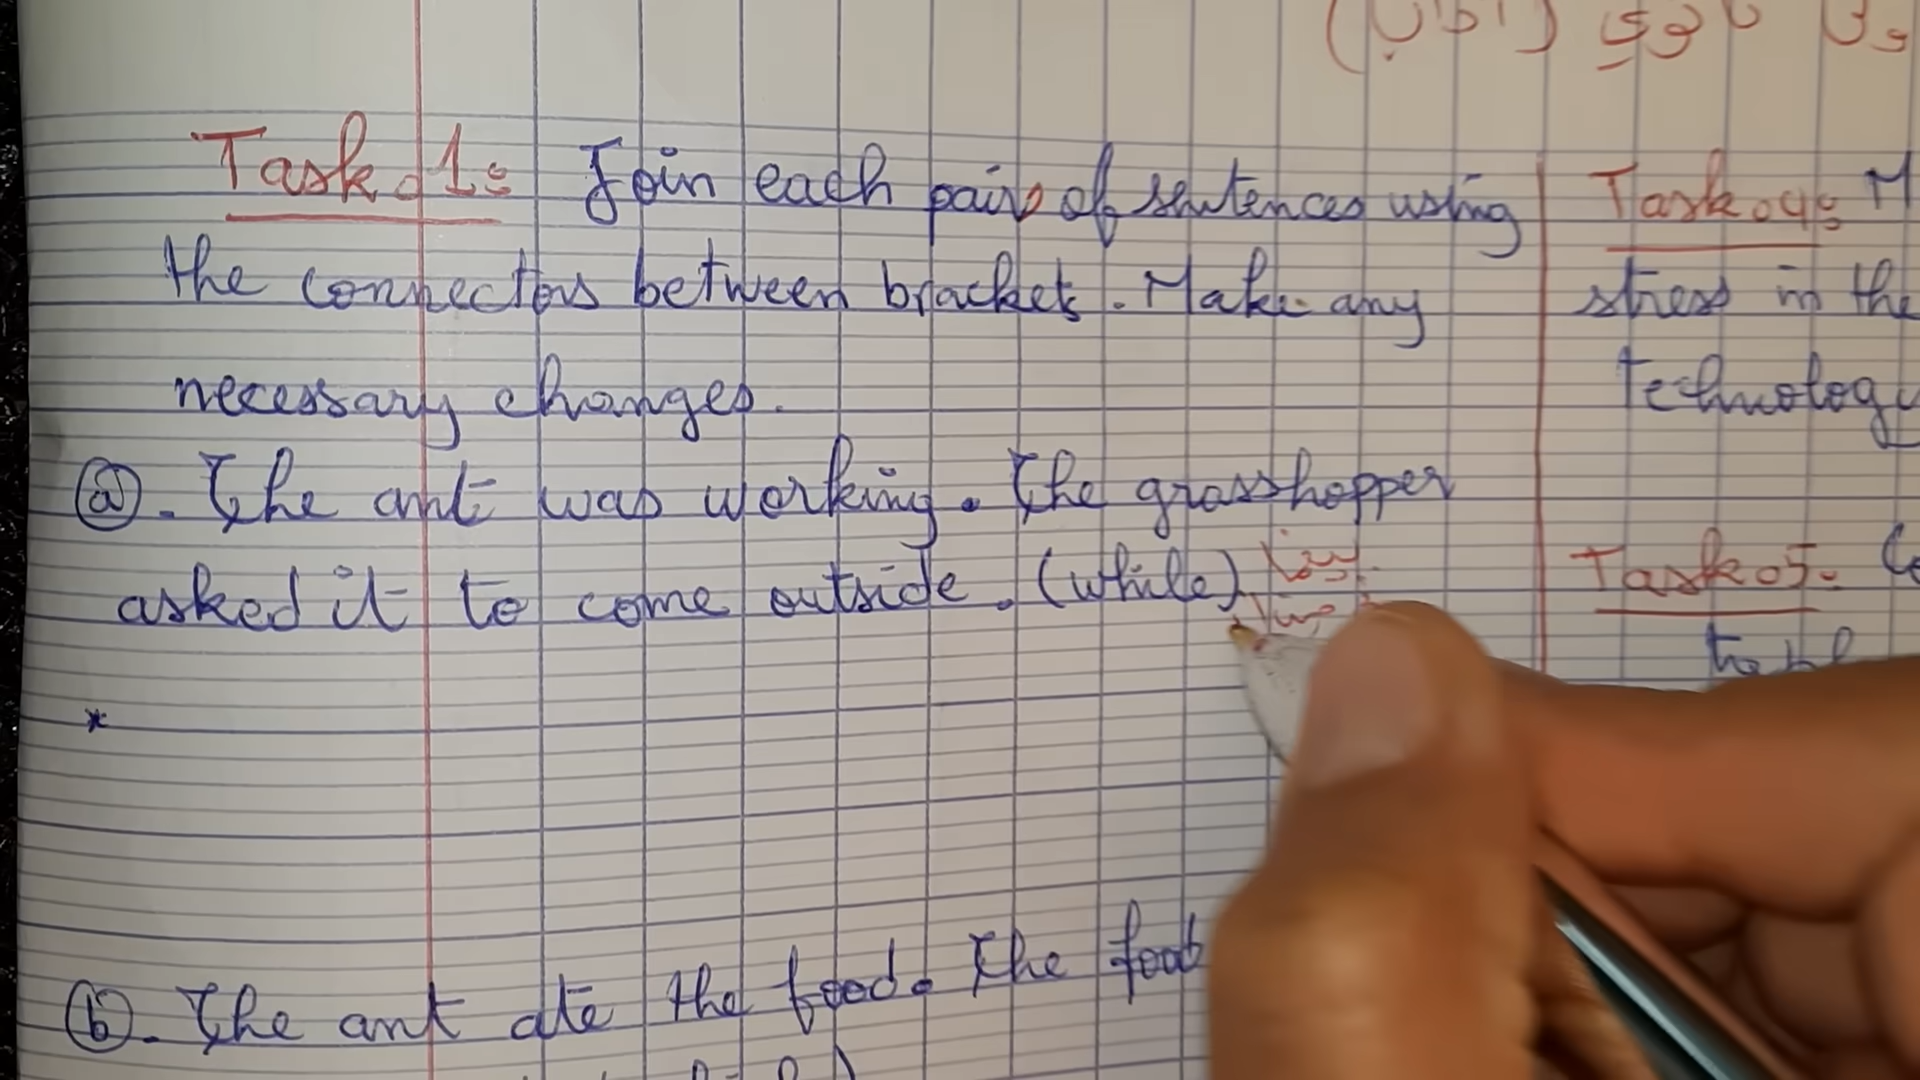 Task 01: Join each pair of sentences using
the connectors between brackets. Make any
necessary changes.
(a). The ant was working. The grasshopper
asked it to come outside. (while)
*
(b). The ant ate the food. The food
Task 04: M
stress in the
technology
Task 05: